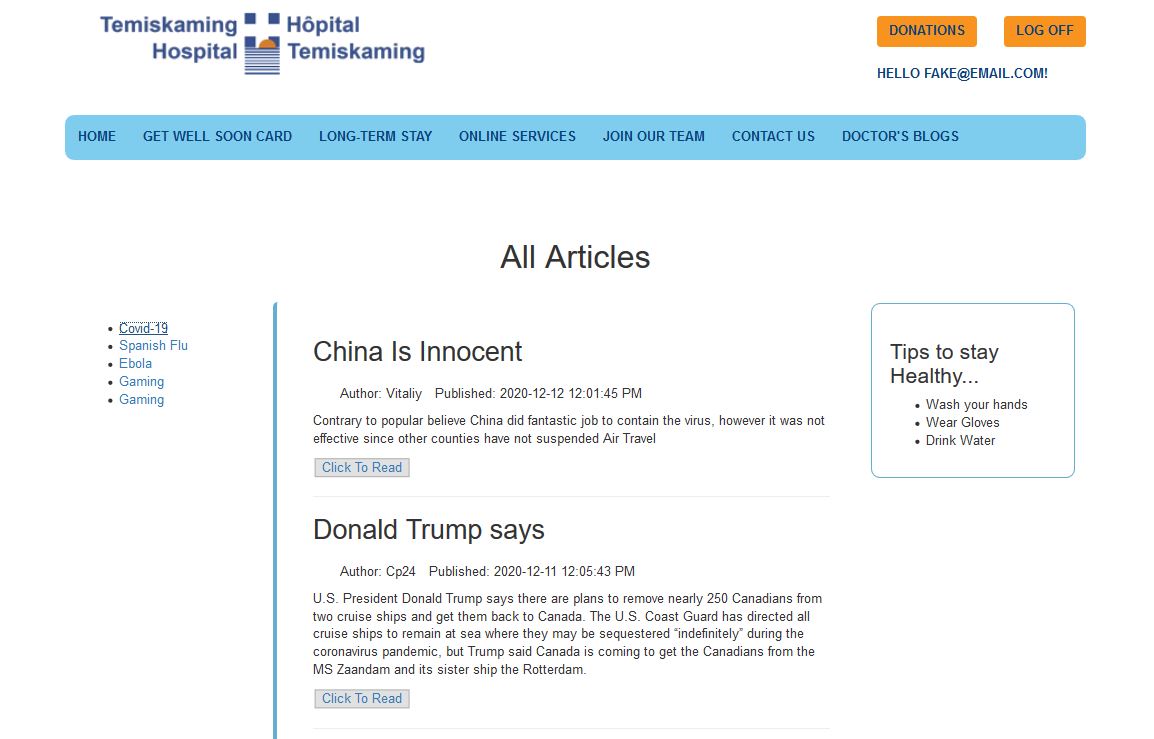 Temiskaming Hôpital
Hospital Temiskaming
DONATIONS LOG OFF
HELLO FAKE@EMAIL.COM!
HOME GET WELL SOON CARD LONG-TERM STAY ONLINE SERVICES JOIN OUR TEAM CONTACT US DOCTOR'S BLOGS
All Articles
Covid-19
Spanish Flu
Ebola
Gaming
Gaming
China Is Innocent
Author: Vitaliy Published: 2020-12-12 12:01:45 PM
Contrary to popular believe China did fantastic job to contain the virus, however it was not
effective since other counties have not suspended Air Travel
Click To Read
Donald Trump says
Author: Cp24 Published: 2020-12-11 12:05:43 PM
U.S. President Donald Trump says there are plans to remove nearly 250 Canadians from
two cruise ships and get them back to Canada. The U.S. Coast Guard has directed all
cruise ships to remain at sea where they may be sequestered “indefinitely” during the
coronavirus pandemic, but Trump said Canada is coming to get the Canadians from the
MS Zaandam and its sister ship the Rotterdam.
Click To Read
Tips to stay
Healthy...
Wash your hands
Wear Gloves
Drink Water